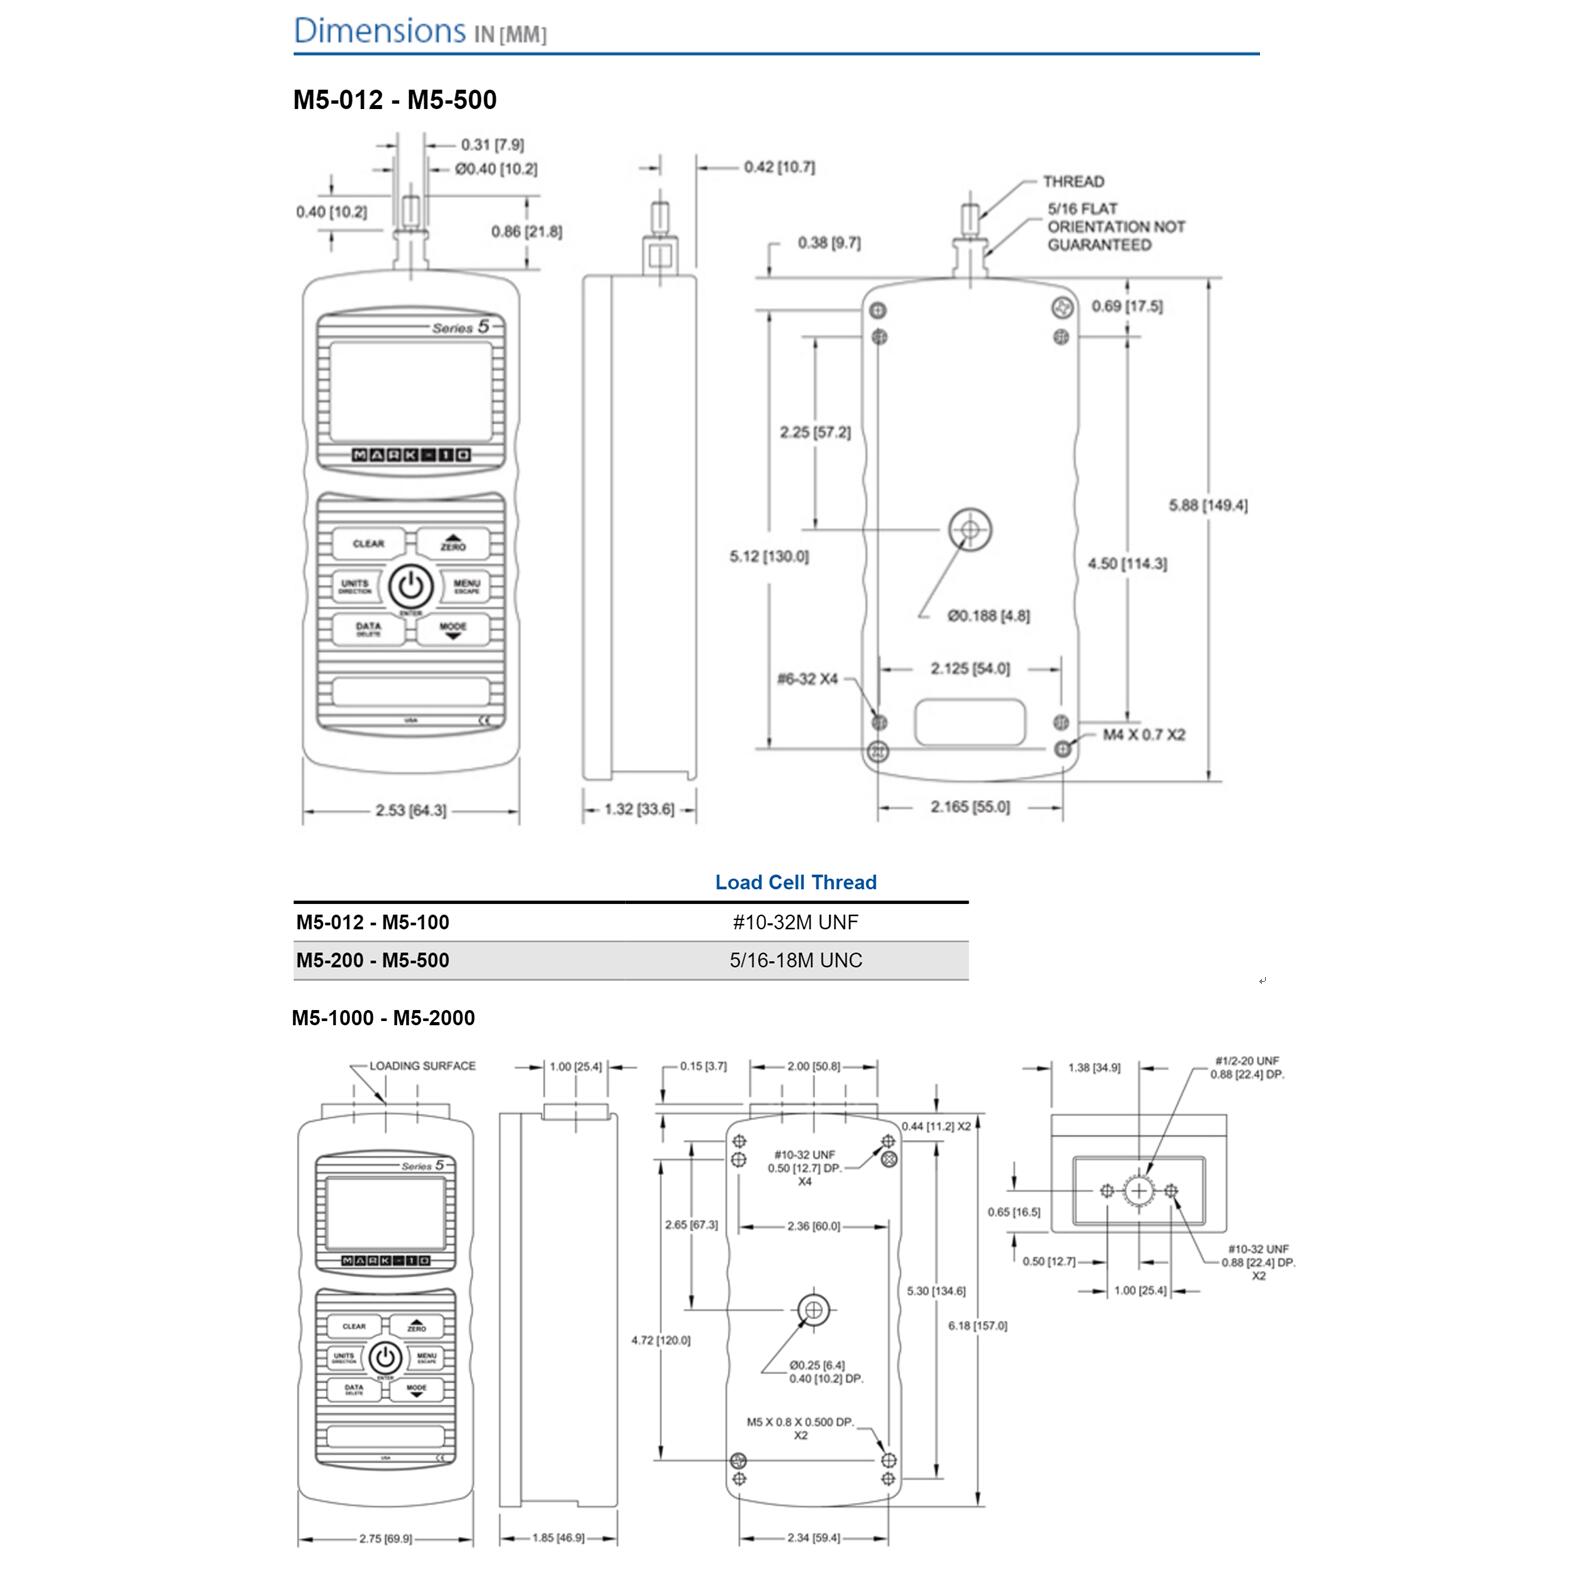 Dimensions IN [MM]
M5-012 - M5-500
0.31 [7.9]
Ø0.40 [10.2]
0.40 [10.2]
0.86 [21.8]
0.42 [10.7]
THREAD
5/16 FLAT
ORIENTATION NOT
GUARANTEED
0.38 [9.7]
0.69 [17.5]
Series 5
MARK-10
2.25 [57.2]
5.88 [149.4]
5.12 [130.0]
4.50 [114.3]
CLEAR
ZERO
UNITS
DIRECTION
MENU
ESCAPE
ENTER
DATA
DELETE
MODE
Ø0.188 [4.8]
2.125 [54.0]
#6-32 X4
USA
CE
M4 X 0.7 X2
2.53 [64.3]
1.32 [33.6]
2.165 [55.0]
Load Cell Thread
M5-012 - M5-100 #10-32M UNF
M5-200 - M5-500 5/16-18M UNC
M5-1000 - M5-2000
LOADING SURFACE
1.00 [25.4]
0.15 [3.7]
2.00 [50.8]
1.38 [34.9]
#1/2-20 UNF
0.88 [22.4] DP.
0.44 [11.2] X2
#10-32 UNF
0.50 [12.7] DP.
X4
Series 5
MARK-10
2.65 [67.3]
2.36 [60.0]
0.65 [16.5]
0.50 [12.7]
#10-32 UNF
0.88 [22.4] DP.
X2
1.00 [25.4]
5.30 [134.6]
6.18 [157.0]
4.72 [120.0]
CLEAR
ZERO
UNITS
DIRECTION
MENU
ESCAPE
ENTER
DATA
DELETE
MODE
Ø0.25 [6.4]
0.40 [10.2] DP.
M5 X 0.8 X 0.500 DP.
X2
USA
CE
2.75 [69.9]
1.85 [46.9]
2.34 [59.4]